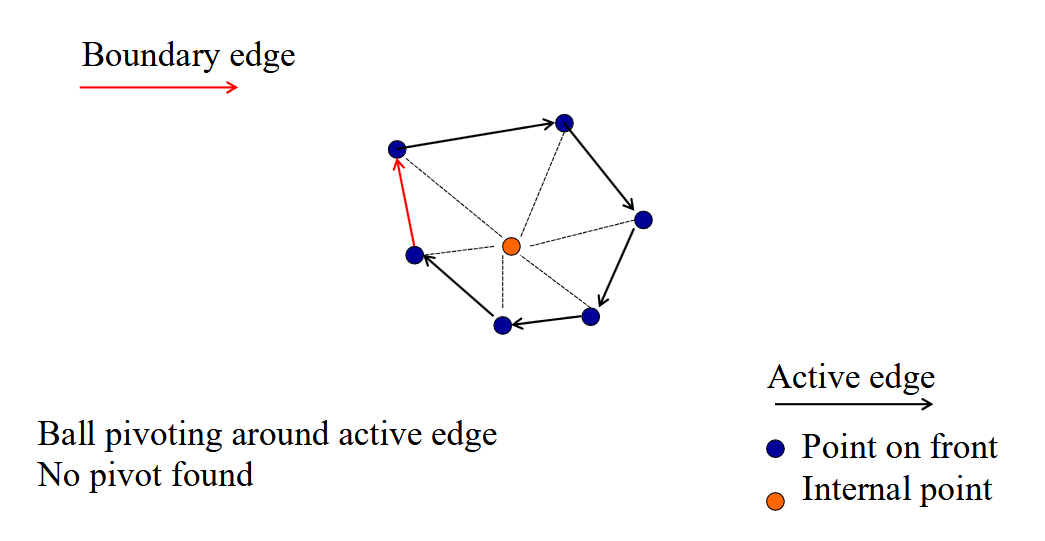 Boundary edge
Active edge
Ball pivoting around active edge
No pivot found
Point on front
Internal point